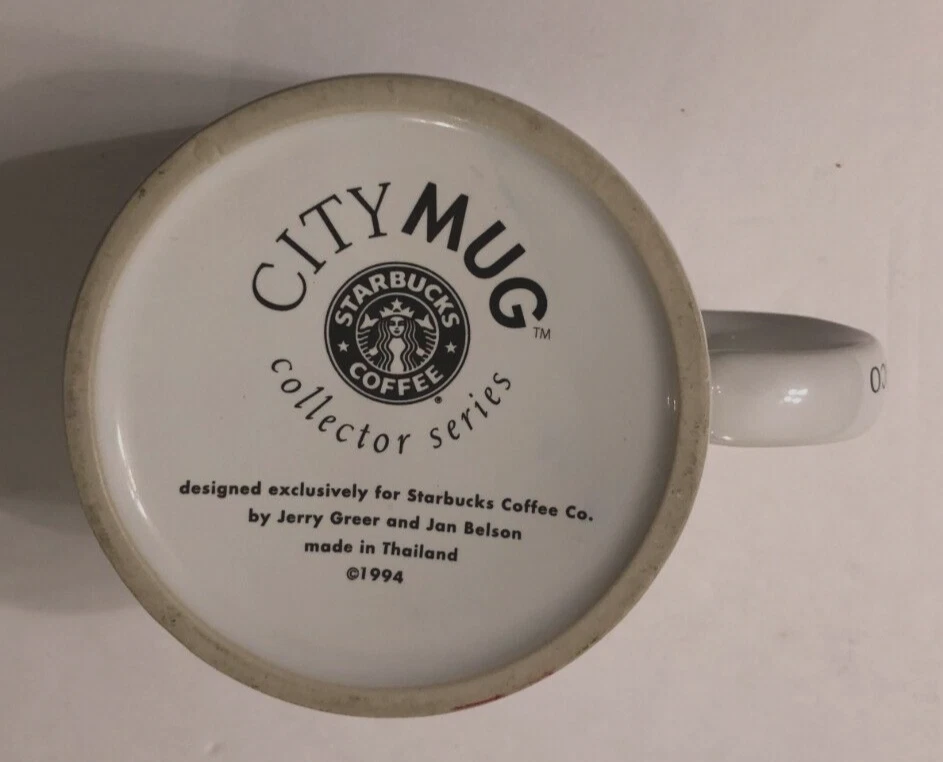 CITY MUG™
STARBUCKS
COFFEE®
collector series
designed exclusively for Starbucks Coffee Co.
by Jerry Greer and Jan Belson
made in Thailand
©1994